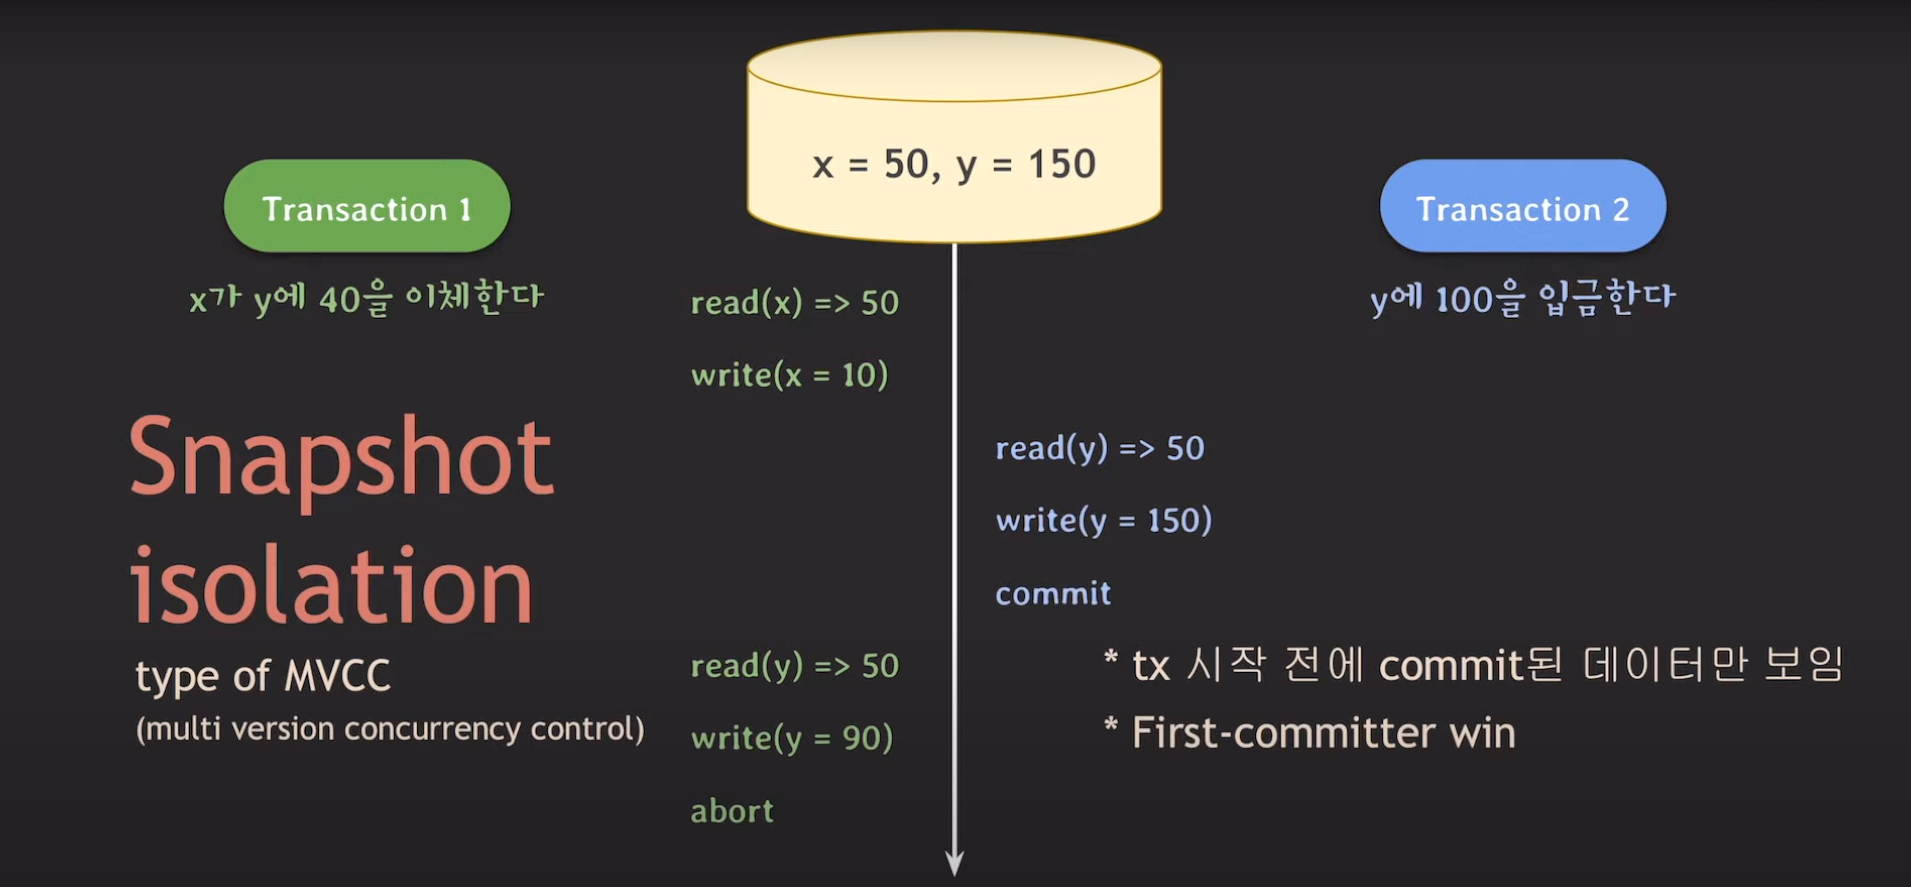 x = 50, y = 150
Transaction 1
x가 y에 40을 이체한다
Transaction 2
y에 100을 입금한다
read(x) => 50
write(x = 10)
read(y) => 50
write(y = 150)
commit
read(y) => 50
write(y = 90)
abort
Snapshot
isolation
type of MVCC
(multi version concurrency control)
* tx 시작 전에 commit된 데이터만 보임
* First-committer win